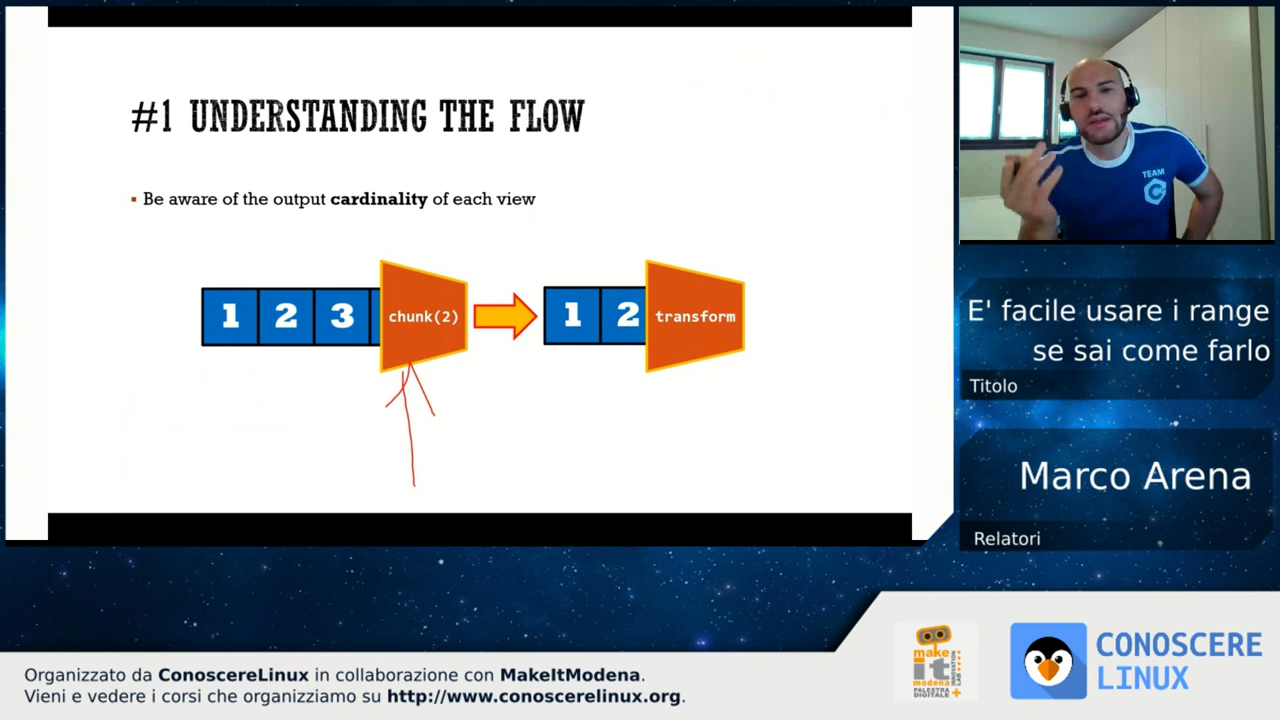 #1 UNDERSTANDING THE FLOW
▪ Be aware of the output cardinality of each view
1 2 3 chunk(2) 1 2 transform
TEAM
E' facile usare i range
se sai come farlo
Titolo
Marco Arena
Relatori
make
it
modena
PALESTRA
DIGITALE
INNOVATION
LAB
CONOSCERE
LINUX
Organizzato da ConoscereLinux in collaborazione con MakeItModena.
Vieni e vedere i corsi che organizziamo su http://www.conoscerelinux.org.